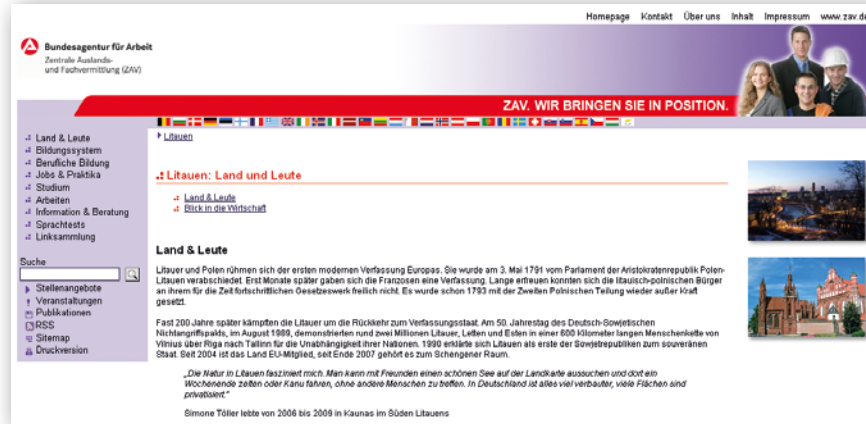 Homepage Kontakt Über uns Inhalt Impressum www.zav.de
Bundesagentur für Arbeit
Zentrale Auslands-
und Fachvermittlung (ZAV)
ZAV. WIR BRINGEN SIE IN POSITION.
Litauen
Land & Leute
Bildungssystem
Berufliche Bildung
Jobs & Praktika
Studium
Arbeiten
Information & Beratung
Sprachtests
Linksammlung
Suche
Stellenangebote
Veranstaltungen
Publikationen
RSS
Sitemap
Druckversion
.: Litauen: Land und Leute
Land & Leute
Blick in die Wirtschaft
Land & Leute
Litauer und Polen rühmen sich der ersten modernen Verfassung Europas. Sie wurde am 3. Mai 1791 vom Parlament der Aristokratenrepublik Polen-
Litauen verabschiedet. Erst Monate später gaben sich die Franzosen eine Verfassung. Lange erfreuen konnten sich die litauisch-polnischen Bürger
an ihrem für die Zeit fortschrittlichen Gesetzeswerk freilich nicht. Es wurde schon 1793 mit der Zweiten Polnischen Teilung wieder außer Kraft
gesetzt.
Fast 200 Jahre später kämpften die Litauer um die Rückkehr zum Verfassungsstaat. Am 50. Jahrestag des Deutsch-Sowjetischen
Nichtangriffspakts, im August 1989, demonstrierten rund zwei Millionen Litauer, Letten und Esten in einer 600 Kilometer langen Menschenkette von
Vilnius über Riga nach Tallinn für die Unabhängigkeit ihrer Nationen. 1990 erklärte sich Litauen als erste der Sowjetrepubliken zum souveränen
Staat. Seit 2004 ist das Land EU-Mitglied, seit Ende 2007 gehört es zum Schengener Raum.
„Die Natur in Litauen fasziniert mich. Man kann mit Freunden einen schönen See auf der Landkarte aussuchen und dort ein
Wochenende zelten oder Kanu fahren, ohne andere Menschen zu treffen. In Deutschland ist alles viel verbauter, viele Flächen sind
privatisiert."
Simone Töller lebte von 2006 bis 2009 in Kaunas im Süden Litauens